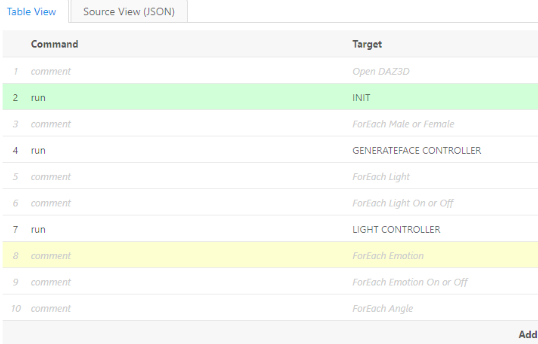 Table View Source View (JSON)
Command Target
1 comment Open DAZ3D
2 run INIT
3 comment ForEach Male or Female
4 run GENERATEFACE CONTROLLER
5 comment ForEach Light
6 comment ForEach Light On or Off
7 run LIGHT CONTROLLER
8 comment ForEach Emotion
9 comment ForEach Emotion On or Off
10 comment ForEach Angle
Add